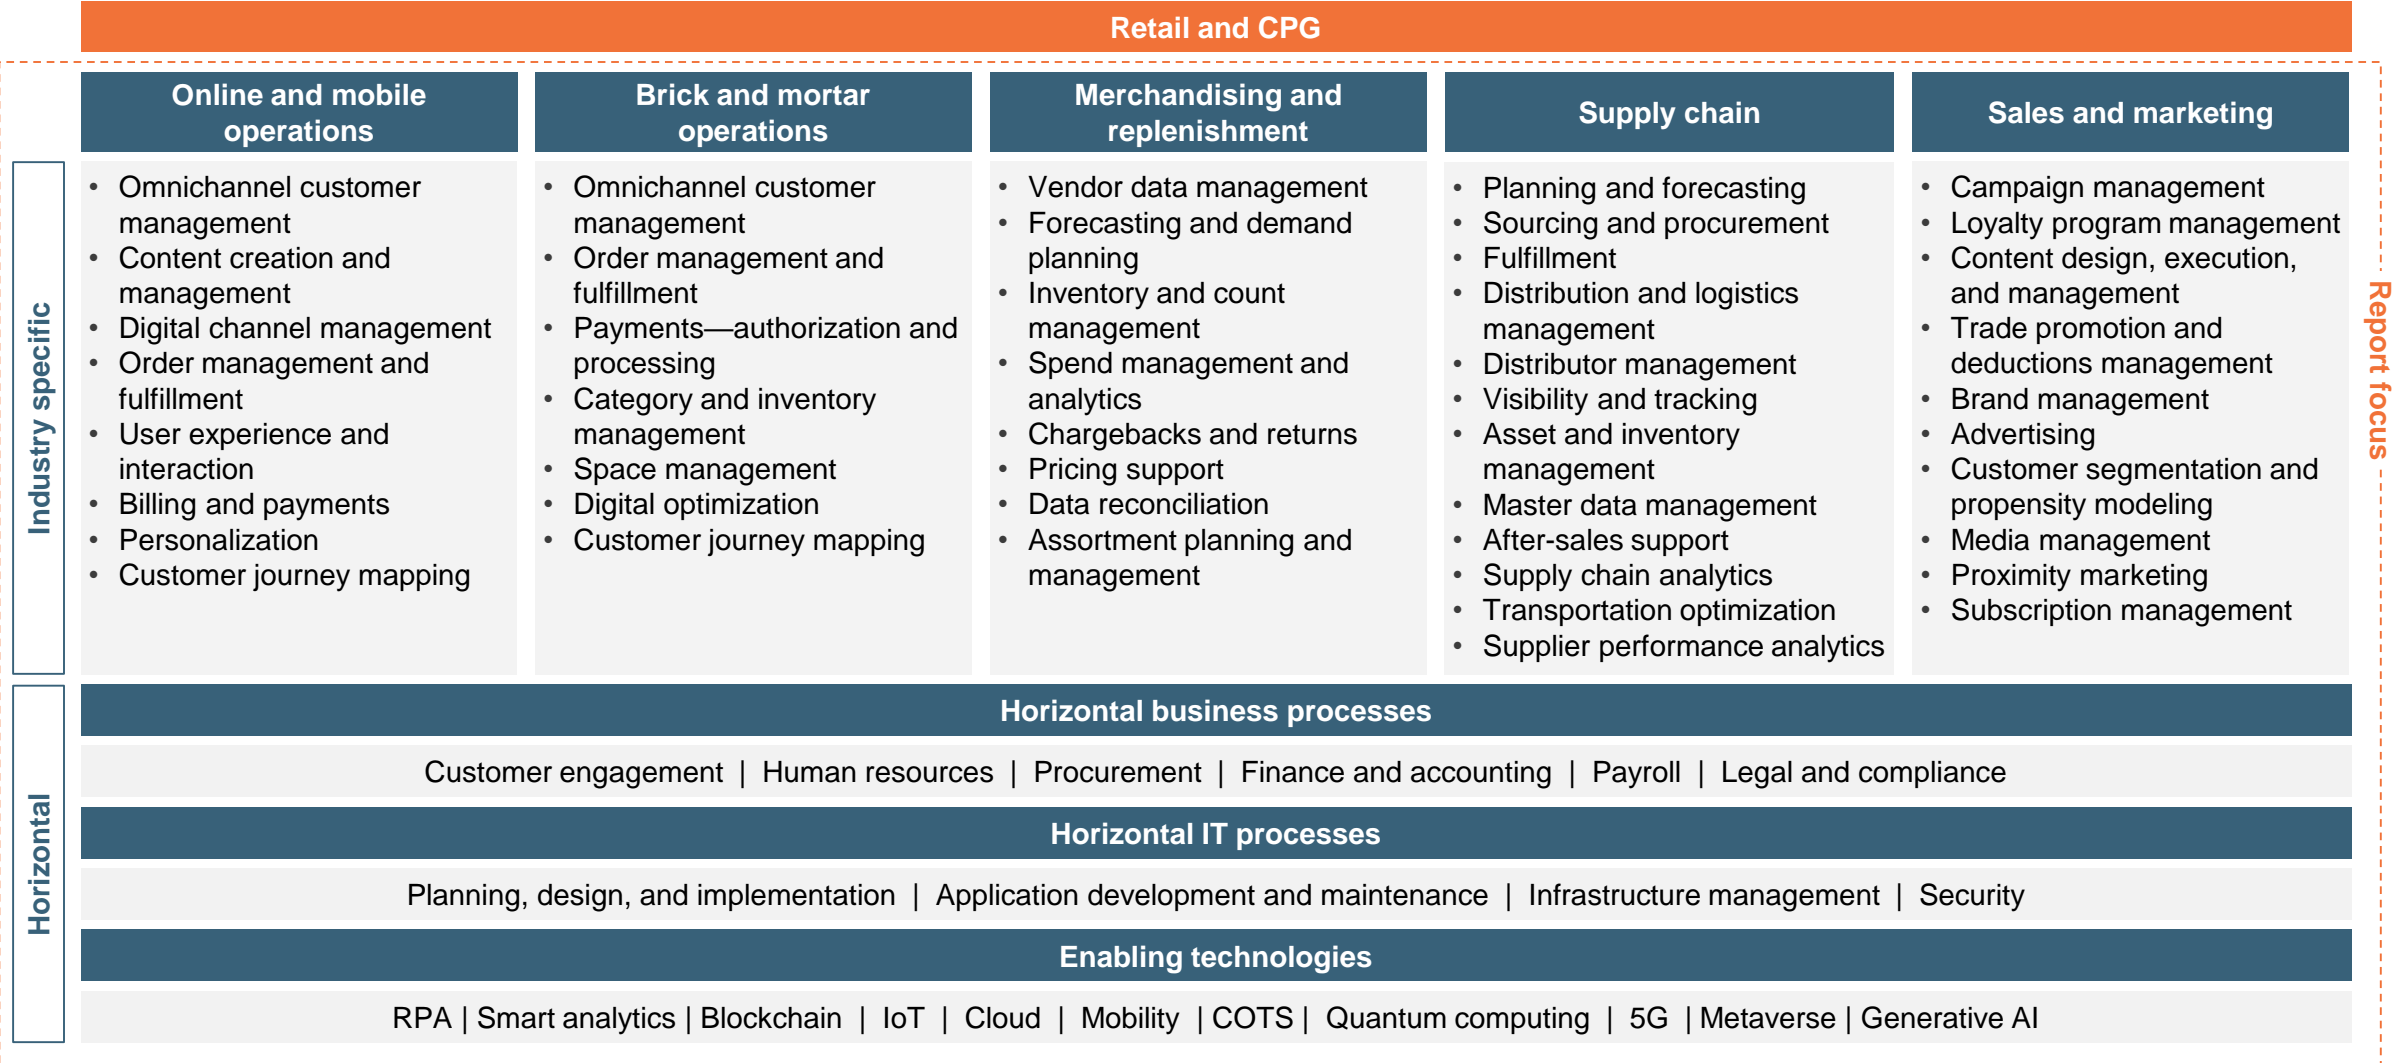 Retail and CPG
Online and mobile
operations
Brick and mortar
operations
Merchandising and
replenishment
Supply chain
Sales and marketing
Industry specific
• Omnichannel customer
management
• Content creation and
management
• Digital channel management
• Order management and
fulfillment
• User experience and
interaction
• Billing and payments
• Personalization
• Customer journey mapping
• Omnichannel customer
management
• Order management and
fulfillment
• Payments—authorization and
processing
• Category and inventory
management
• Space management
• Digital optimization
• Customer journey mapping
• Vendor data management
• Forecasting and demand
planning
• Inventory and count
management
• Spend management and
analytics
• Chargebacks and returns
• Pricing support
• Data reconciliation
• Assortment planning and
management
• Planning and forecasting
• Sourcing and procurement
• Fulfillment
• Distribution and logistics
management
• Distributor management
• Visibility and tracking
• Asset and inventory
management
• Master data management
• After-sales support
• Supply chain analytics
• Transportation optimization
• Supplier performance analytics
• Campaign management
• Loyalty program management
• Content design, execution,
and management
• Trade promotion and
deductions management
• Brand management
• Advertising
• Customer segmentation and
propensity modeling
• Media management
• Proximity marketing
• Subscription management
Report focus
Horizontal
Horizontal business processes
Customer engagement | Human resources | Procurement | Finance and accounting | Payroll | Legal and compliance
Horizontal IT processes
Planning, design, and implementation | Application development and maintenance | Infrastructure management | Security
Enabling technologies
RPA | Smart analytics | Blockchain | IoT | Cloud | Mobility | COTS | Quantum computing | 5G | Metaverse | Generative AI